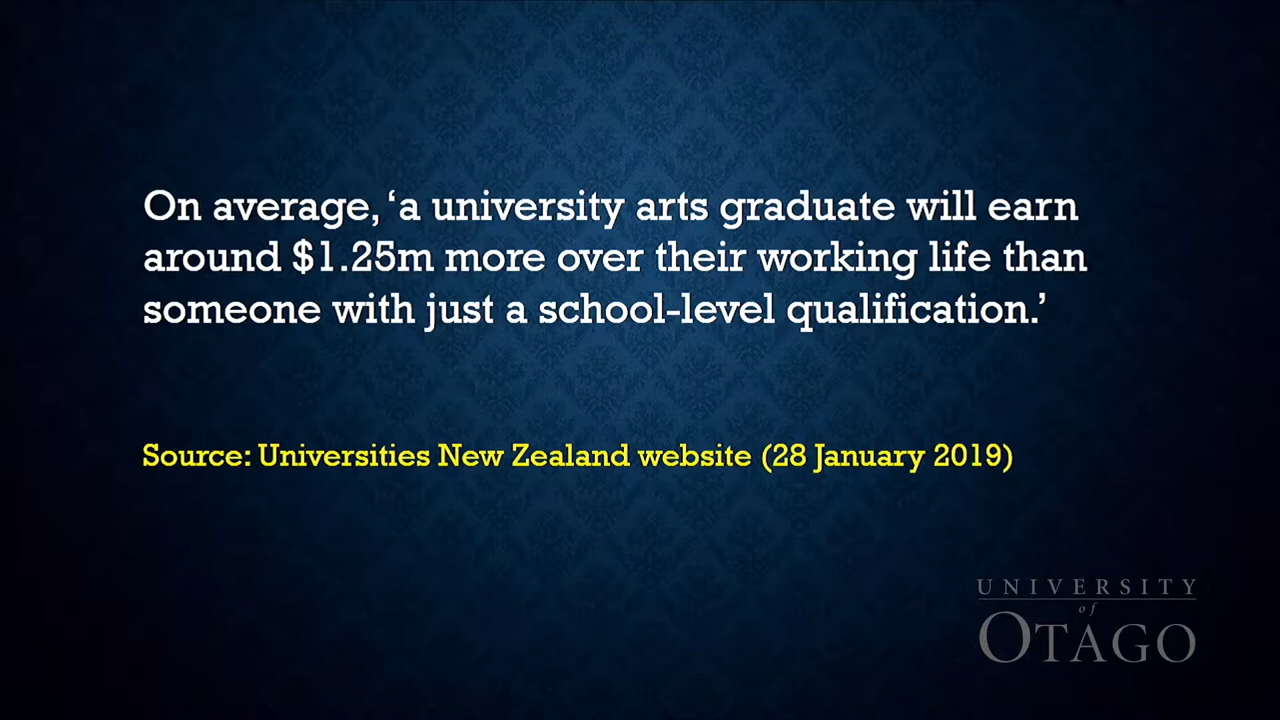 On average, ‘a university arts graduate will earn
around $1.25m more over their working life than
someone with just a school-level qualification.’
Source: Universities New Zealand website (28 January 2019)
UNIVERSITY
of
OTAGO